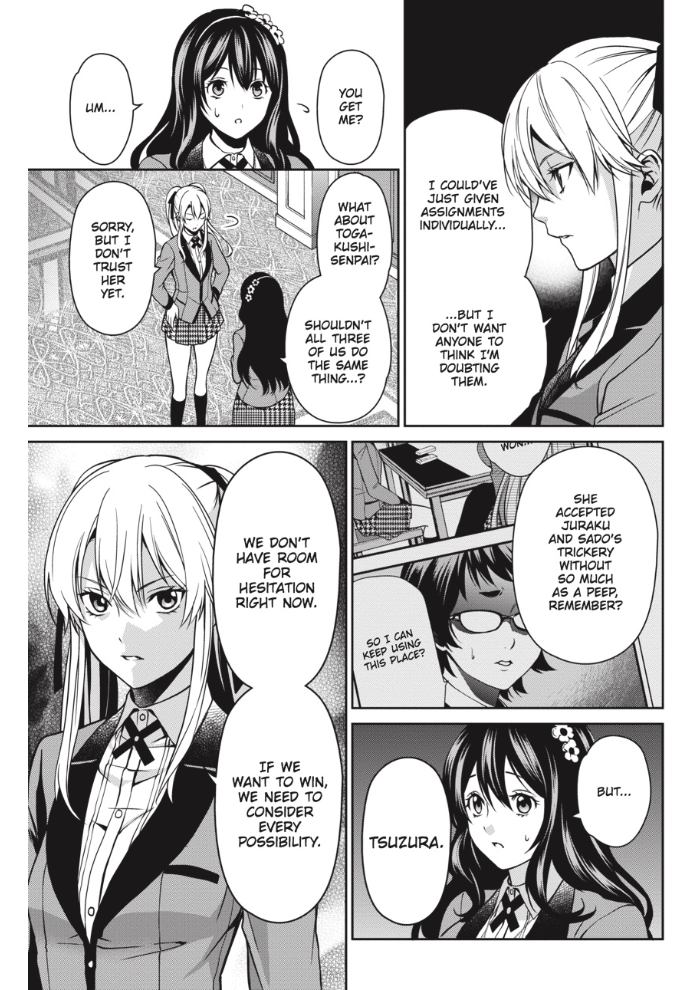 I COULD'VE
JUST GIVEN
ASSIGNMENTS
INDIVIDUALLY...
...BUT I
DON'T WANT
ANYONE TO
THINK I'M
DOUBTING
THEM.
YOU
GET
ME?
UM...
WHAT
ABOUT
TOGA-
KUSHI-
SENPAI?
SHOULDN'T
ALL THREE
OF US DO
THE SAME
THING...?
SORRY,
BUT I
DON'T
TRUST
HER
YET.
SHE
ACCEPTED
JURAKU
AND SADO'S
TRICKERY
WITHOUT
SO MUCH
AS A PEEP,
REMEMBER?
WON...
SO I CAN
KEEP USING
THIS PLACE?
BUT...
TSUZURA.
WE DON'T
HAVE ROOM
FOR
HESITATION
RIGHT NOW.
IF WE
WANT TO WIN,
WE NEED TO
CONSIDER
EVERY
POSSIBILITY.